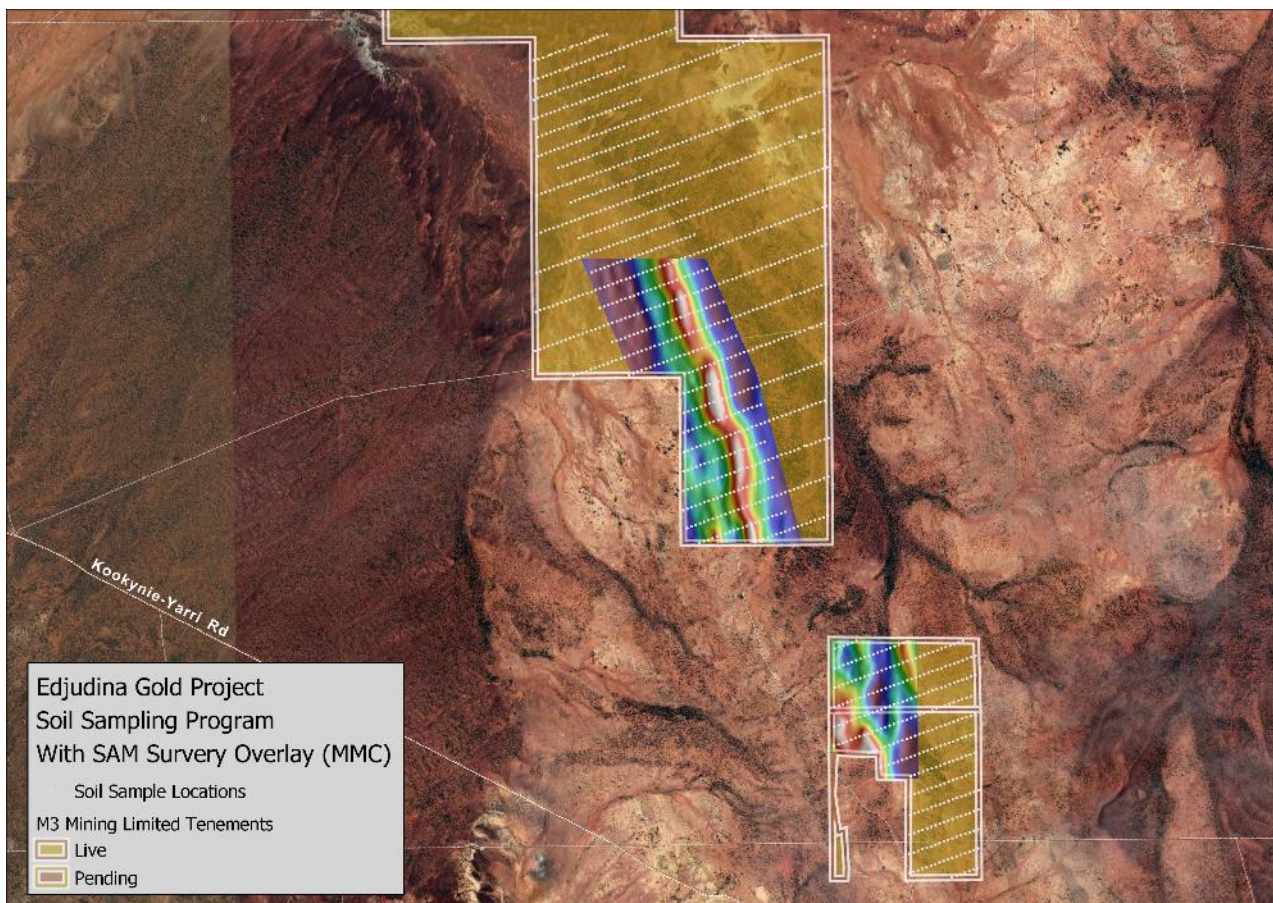 Kookynie-Yarri Rd
Edjudina Gold Project
Soil Sampling Program
With SAM Survery Overlay (MMC)
Soil Sample Locations
M3 Mining Limited Tenements
Live
Pending